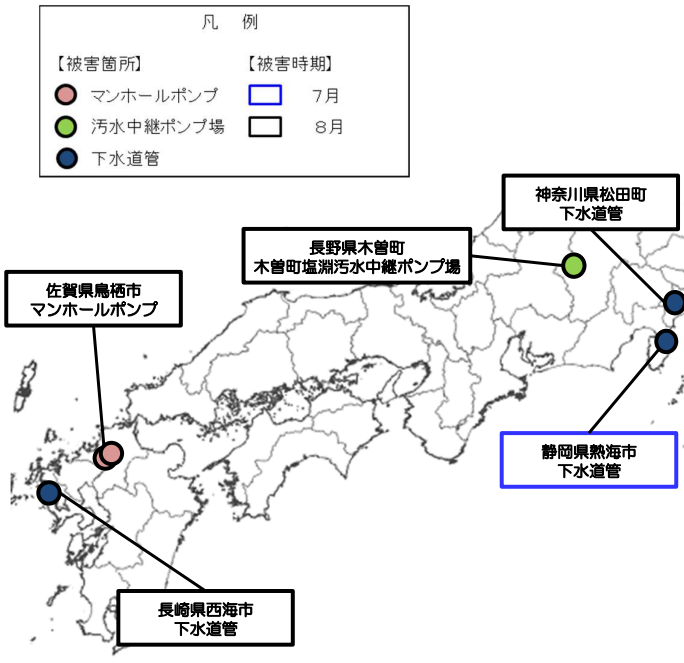 凡　例
【被害箇所】　【被害時期】
マンホールポンプ　７月
汚水中継ポンプ場　８月
下水道管
神奈川県松田町
下水道管
長野県木曽町
木曽町塩淵汚水中継ポンプ場
佐賀県鳥栖市
マンホールポンプ
静岡県熱海市
下水道管
長崎県西海市
下水道管